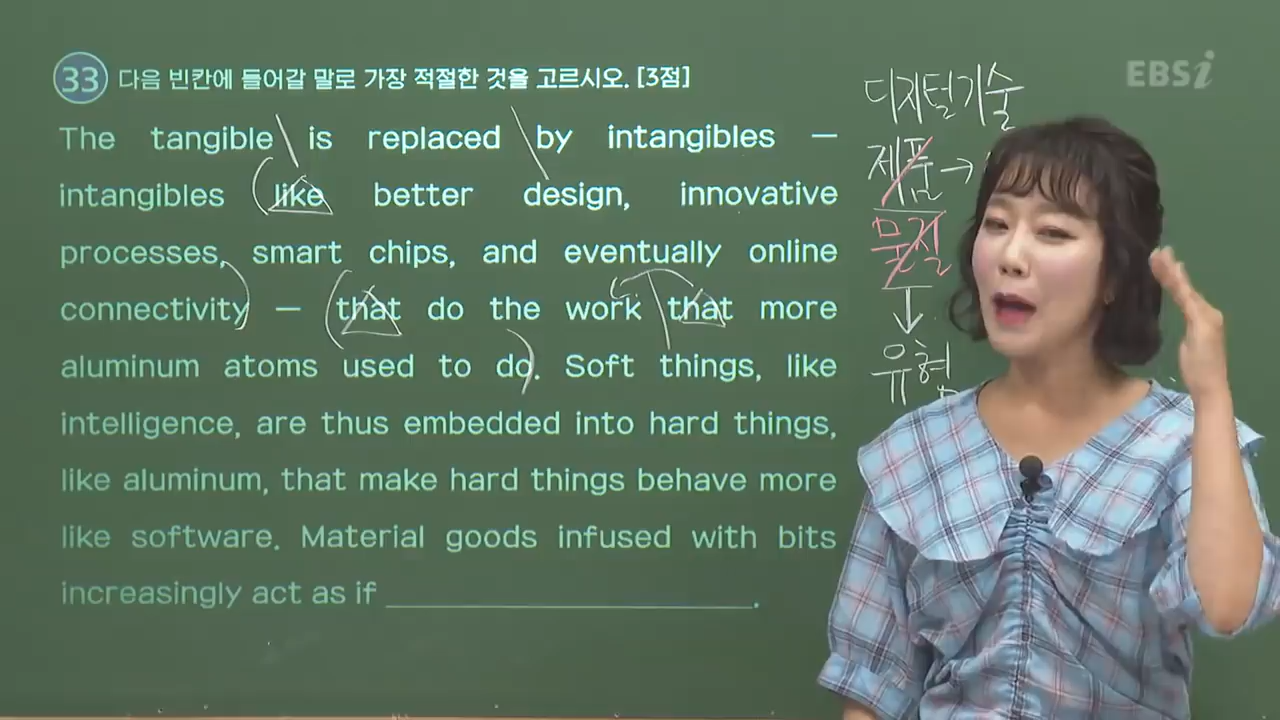 33 다음 빈칸에 들어갈 말로 가장 적절한 것을 고르시오. [3점]
The tangible is replaced by intangibles —
intangibles like better design, innovative
processes, smart chips, and eventually online
connectivity — that do the work that more
aluminum atoms used to do. Soft things, like
intelligence, are thus embedded into hard things,
like aluminum, that make hard things behave more
like software. Material goods infused with bits
increasingly act as if ____________________.
EBSi
디지털기술
제품→
물질
↓
유형